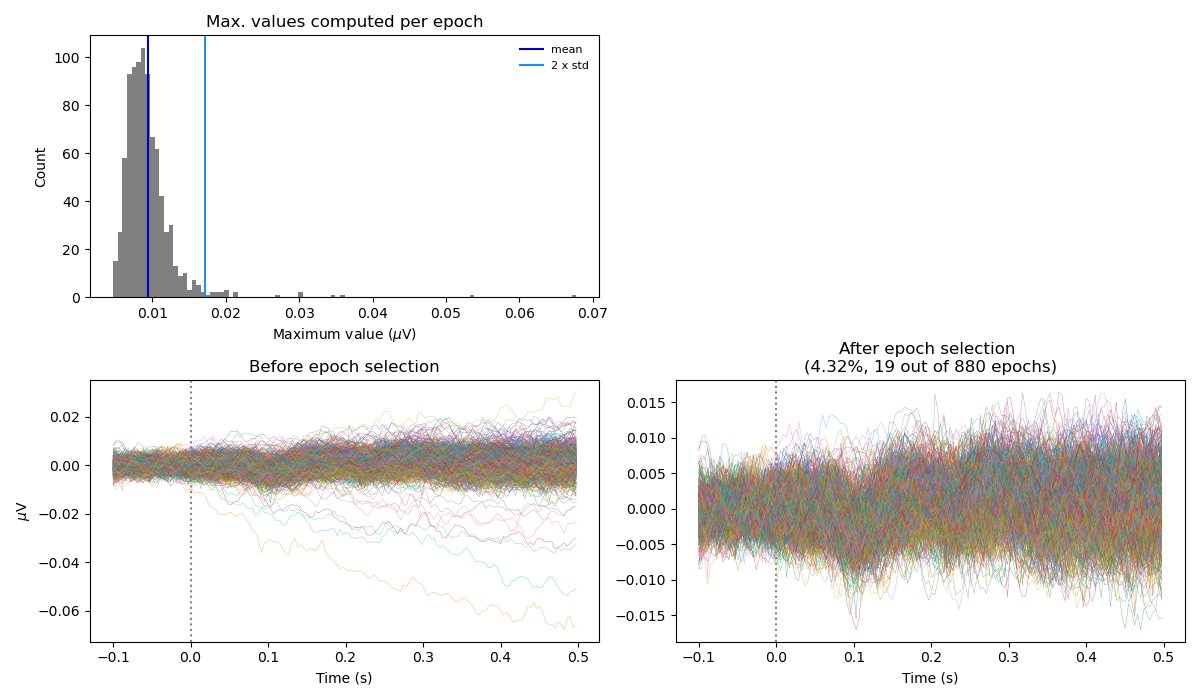 Max. values computed per epoch
mean
2 x std
Count
100
80
60
40
20
0
0.01 0.02 0.03 0.04 0.05 0.06 0.07
Maximum value (μV)
Before epoch selection
μV
0.02
0.00
−0.02
−0.04
−0.06
−0.1 0.0 0.1 0.2 0.3 0.4 0.5
Time (s)
After epoch selection
(4.32%, 19 out of 880 epochs)
0.015
0.010
0.005
0.000
−0.005
−0.010
−0.015
−0.1 0.0 0.1 0.2 0.3 0.4 0.5
Time (s)